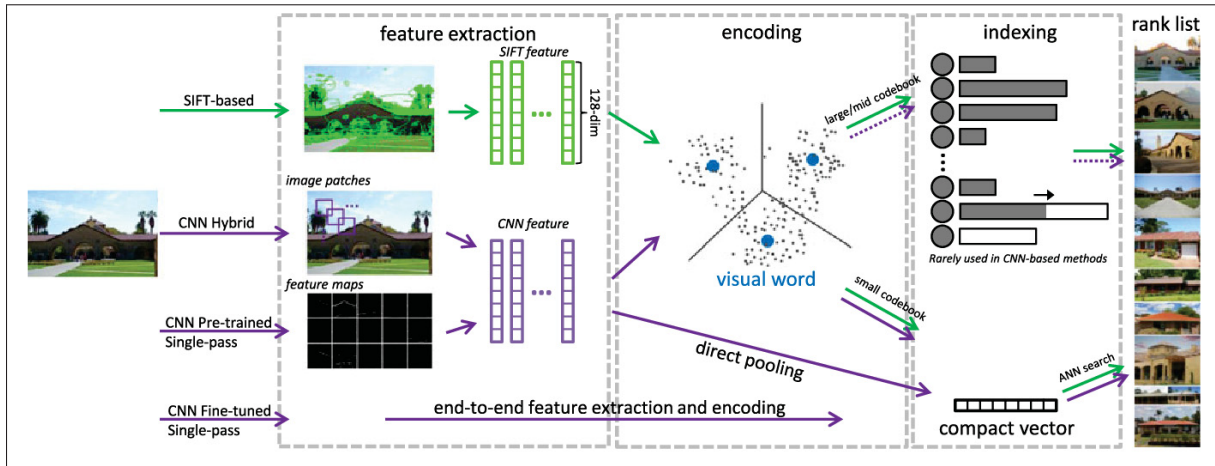 feature extraction
encoding
indexing
rank list
SIFT feature
SIFT-based
128-dim
large/mid codebook
image patches
CNN Hybrid
CNN feature
Rarely used in CNN-based methods
visual word
feature maps
small codebook
CNN Pre-trained
Single-pass
direct pooling
ANN search
CNN Fine-tuned
Single-pass
end-to-end feature extraction and encoding
compact vector